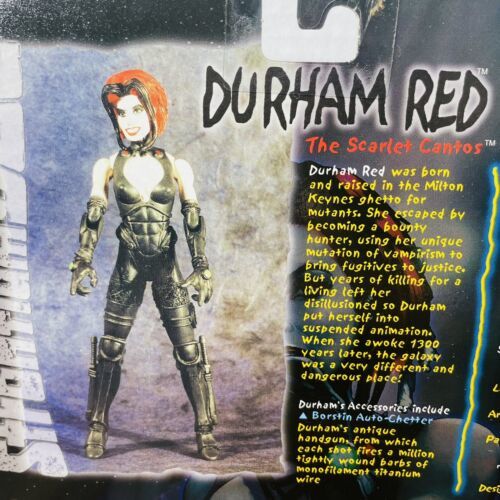 DURHAM RED™
The Scarlet Cantos™
Durham Red was born
and raised in the Milton
Keynes ghetto for
mutants. She escaped by
becoming a bounty
hunter, using her unique
mutation of vampirism to
bring fugitives to justice.
But years of killing for a
living left her
disillusioned so Durham
put herself into
suspended animation.
When she awoke 1300
years later, the galaxy
was a very different and
dangerous place!
Durham's Accessories include
▲ Borstin Auto-Chetter
Durham's antique
handgun, from which
each shot fires a million
tightly wound barbs of
monofilament titanium
wire